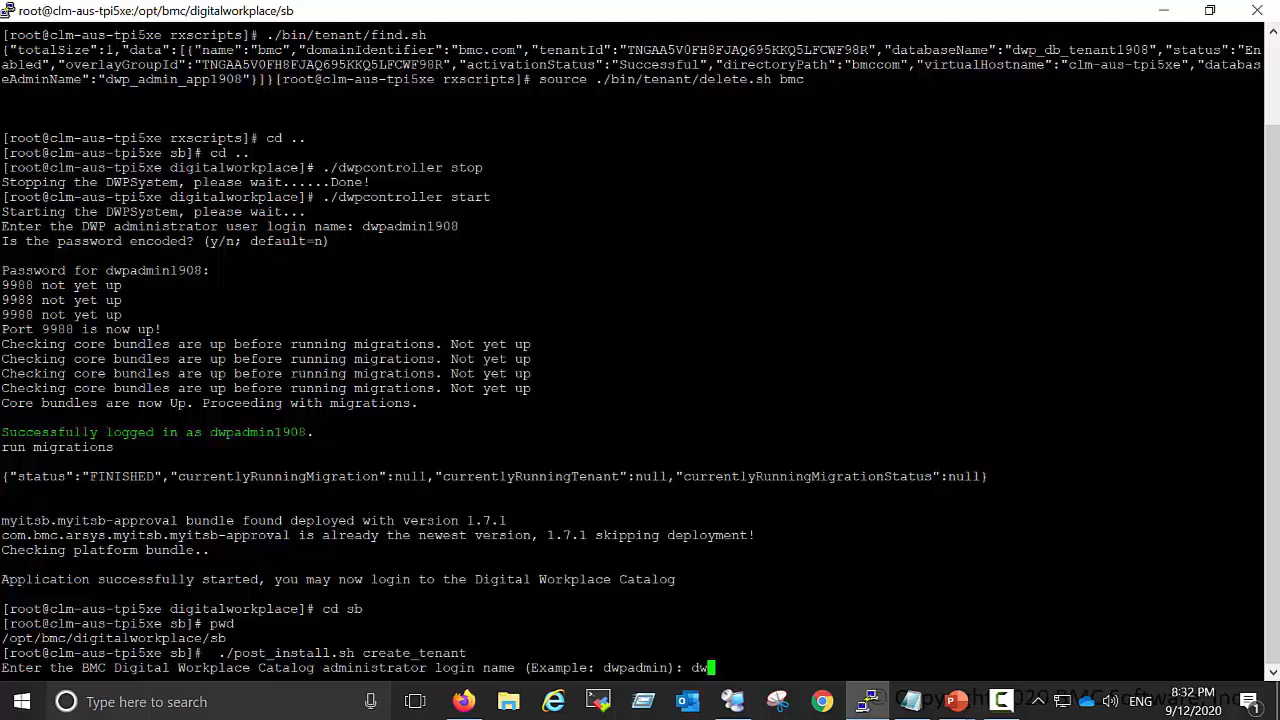 root@clm-aus-tpi5xe:/opt/bmc/digitalworkplace/sb
[root@clm-aus-tpi5xe rxscripts]# ./bin/tenant/find.sh
{"totalSize":1,"data":[{"name":"bmc","domainIdentifier":"bmc.com","tenantId":"TNGAA5V0FH8FJAQ695KKQ5LFCWF98R","databaseName":"dwp_db_tenant1908","status":"En
abled","overlayGroupId":"TNGAA5V0FH8FJAQ695KKQ5LFCWF98R","activationStatus":"Successful","directoryPath":"bmccom","virtualHostname":"clm-aus-tpi5xe","databas
eAdminName":"dwp_admin_app1908"}]}[root@clm-aus-tpi5xe rxscripts]# source ./bin/tenant/delete.sh bmc
[root@clm-aus-tpi5xe rxscripts]# cd ..
[root@clm-aus-tpi5xe sb]# cd ..
[root@clm-aus-tpi5xe digitalworkplace]# ./dwpcontroller stop
Stopping the DWPSystem, please wait......Done!
[root@clm-aus-tpi5xe digitalworkplace]# ./dwpcontroller start
Starting the DWPSystem, please wait...
Enter the DWP administrator user login name: dwpadmin1908
Is the password encoded? (y/n; default=n)
Password for dwpadmin1908:
9988 not yet up
9988 not yet up
9988 not yet up
Port 9988 is now up!
Checking core bundles are up before running migrations. Not yet up
Checking core bundles are up before running migrations. Not yet up
Checking core bundles are up before running migrations. Not yet up
Checking core bundles are up before running migrations. Not yet up
Core bundles are now Up. Proceeding with migrations.
Successfully logged in as dwpadmin1908.
run migrations
{"status":"FINISHED","currentlyRunningMigration":null,"currentlyRunningTenant":null,"currentlyRunningMigrationStatus":null}
myitsb.myitsb-approval bundle found deployed with version 1.7.1
com.bmc.arsys.myitsb.myitsb-approval is already the newest version, 1.7.1 skipping deployment!
Checking platform bundle..
Application successfully started, you may now login to the Digital Workplace Catalog
[root@clm-aus-tpi5xe digitalworkplace]# cd sb
[root@clm-aus-tpi5xe sb]# pwd
/opt/bmc/digitalworkplace/sb
[root@clm-aus-tpi5xe sb]#  ./post_install.sh create_tenant
Enter the BMC Digital Workplace Catalog administrator login name (Example: dwpadmin): dw
Type here to search
ENG
8:32 PM
9/12/2020